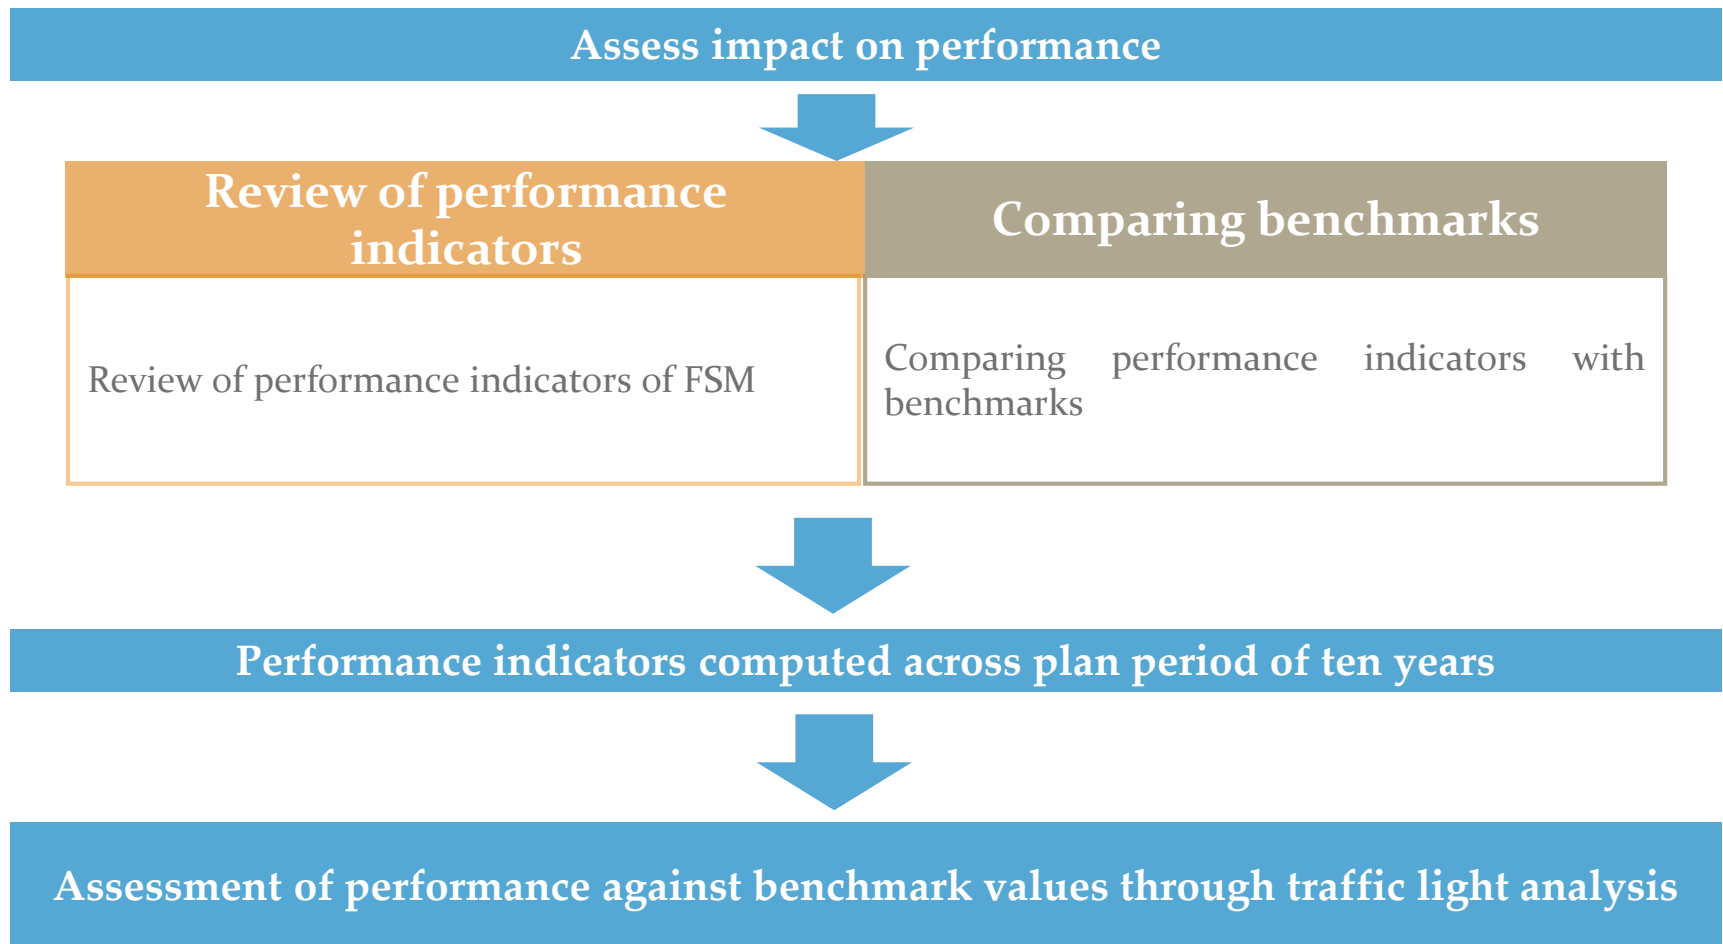 Assess impact on performance
Review of performance
indicators
Comparing benchmarks
Review of performance indicators of FSM
Comparing performance indicators with
benchmarks
Performance indicators computed across plan period of ten years
Assessment of performance against benchmark values through traffic light analysis